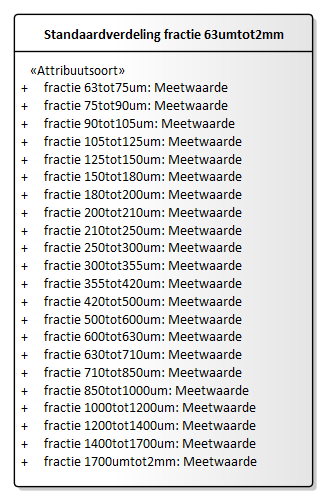 Standaardverdeling fractie 63umtot2mm
«Attribuutsoort»
+ fractie 63tot75um: Meetwaarde
+ fractie 75tot90um: Meetwaarde
+ fractie 90tot105um: Meetwaarde
+ fractie 105tot125um: Meetwaarde
+ fractie 125tot150um: Meetwaarde
+ fractie 150tot180um: Meetwaarde
+ fractie 180tot200um: Meetwaarde
+ fractie 200tot210um: Meetwaarde
+ fractie 210tot250um: Meetwaarde
+ fractie 250tot300um: Meetwaarde
+ fractie 300tot355um: Meetwaarde
+ fractie 355tot420um: Meetwaarde
+ fractie 420tot500um: Meetwaarde
+ fractie 500tot600um: Meetwaarde
+ fractie 600tot630um: Meetwaarde
+ fractie 630tot710um: Meetwaarde
+ fractie 710tot850um: Meetwaarde
+ fractie 850tot1000um: Meetwaarde
+ fractie 1000tot1200um: Meetwaarde
+ fractie 1200tot1400um: Meetwaarde
+ fractie 1400tot1700um: Meetwaarde
+ fractie 1700umtot2mm: Meetwaarde